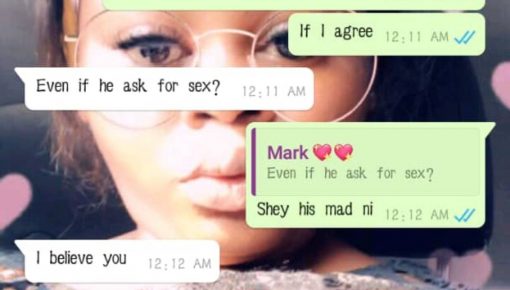 If I agree 12:11 AM
Even if he ask for sex? 12:11 AM
Mark
Even if he ask for sex?
Shey his mad ni 12:12 AM
I believe you 12:12 AM